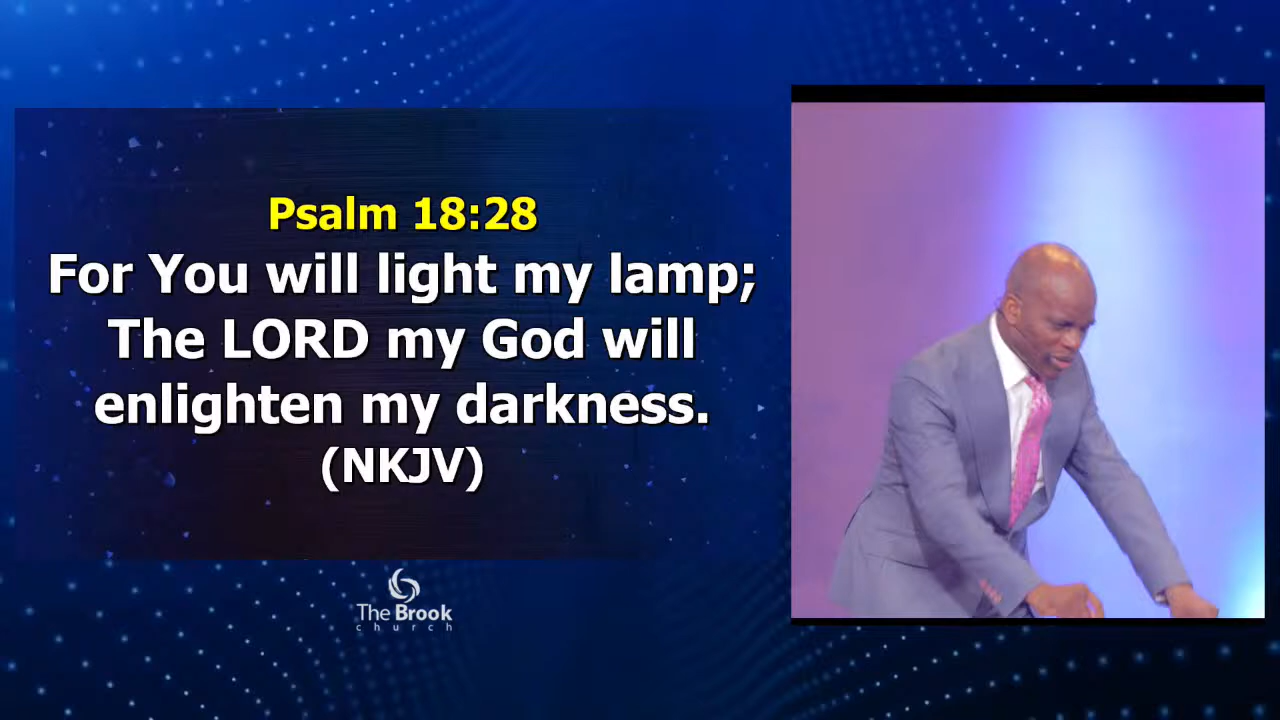 Psalm 18:28
For You will light my lamp;
The LORD my God will
enlighten my darkness.
(NKJV)
The Brook
church